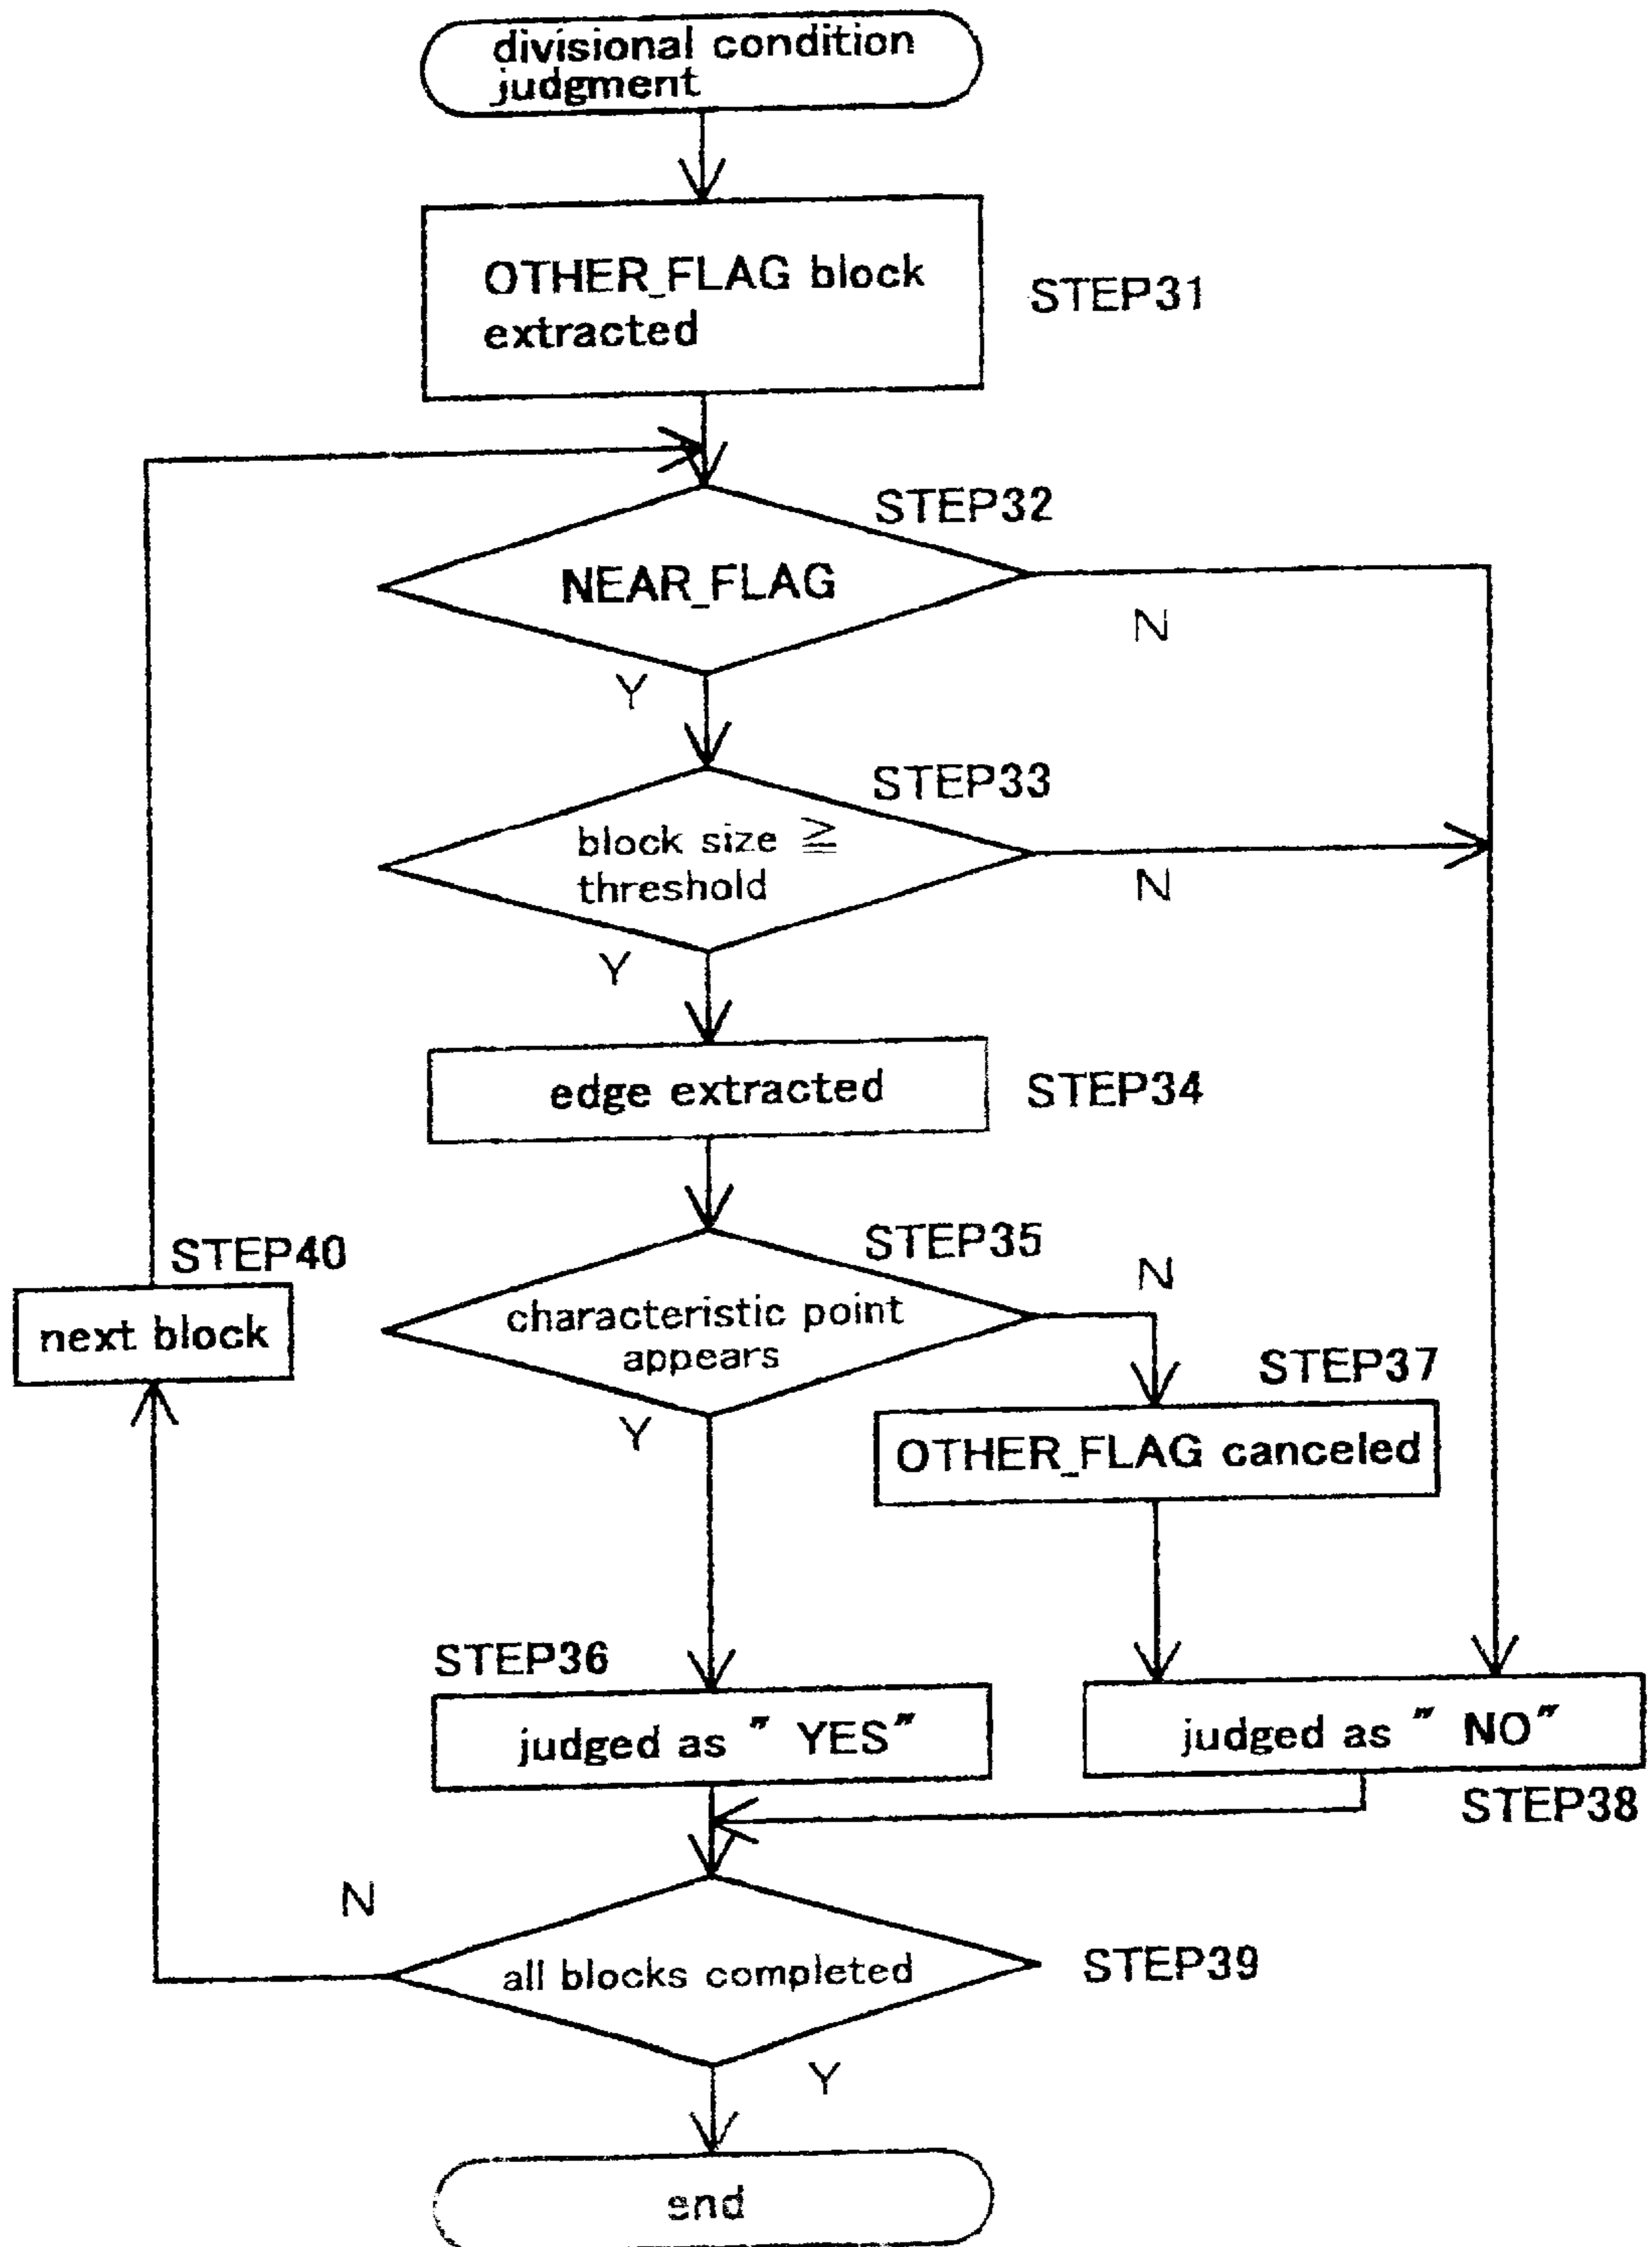 divisional condition
judgment
OTHER_FLAG block
extracted
STEP31
STEP32
NEAR_FLAG
N
Y
STEP33
block size ≧
threshold
N
Y
edge extracted
STEP34
STEP40
next block
STEP35
characteristic point
appears
N
Y
STEP37
OTHER_FLAG canceled
STEP36
judged as " YES"
judged as " NO"
STEP38
N
all blocks completed
STEP39
Y
end